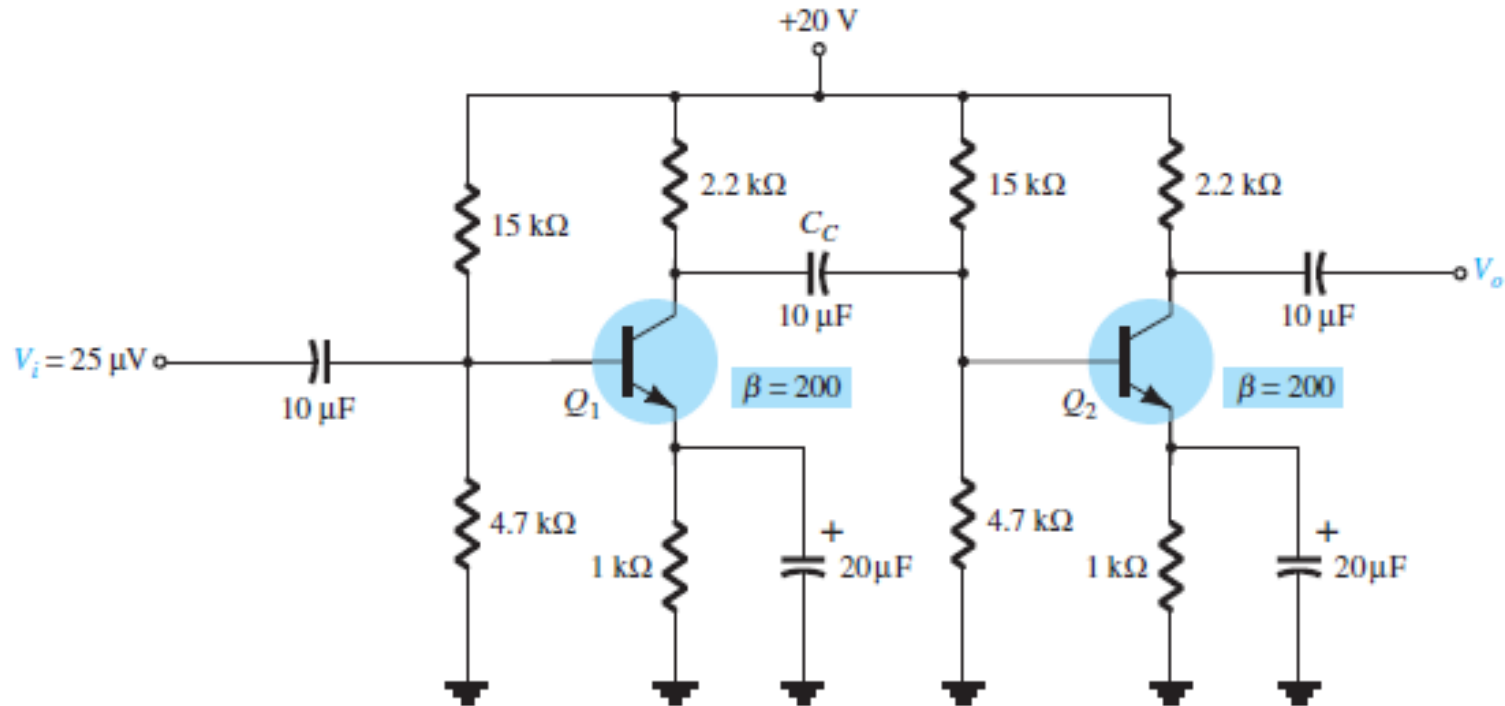 +20 V
2.2 kΩ
15 kΩ
2.2 kΩ
15 kΩ
C_C
10 μF
V_o
10 μF
V_i = 25 μV
10 μF
Q_1
β = 200
Q_2
β = 200
4.7 kΩ
1 kΩ
+
20μF
4.7 kΩ
1 kΩ
+
20μF